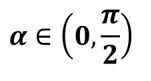 α ∈ (0, π/2)